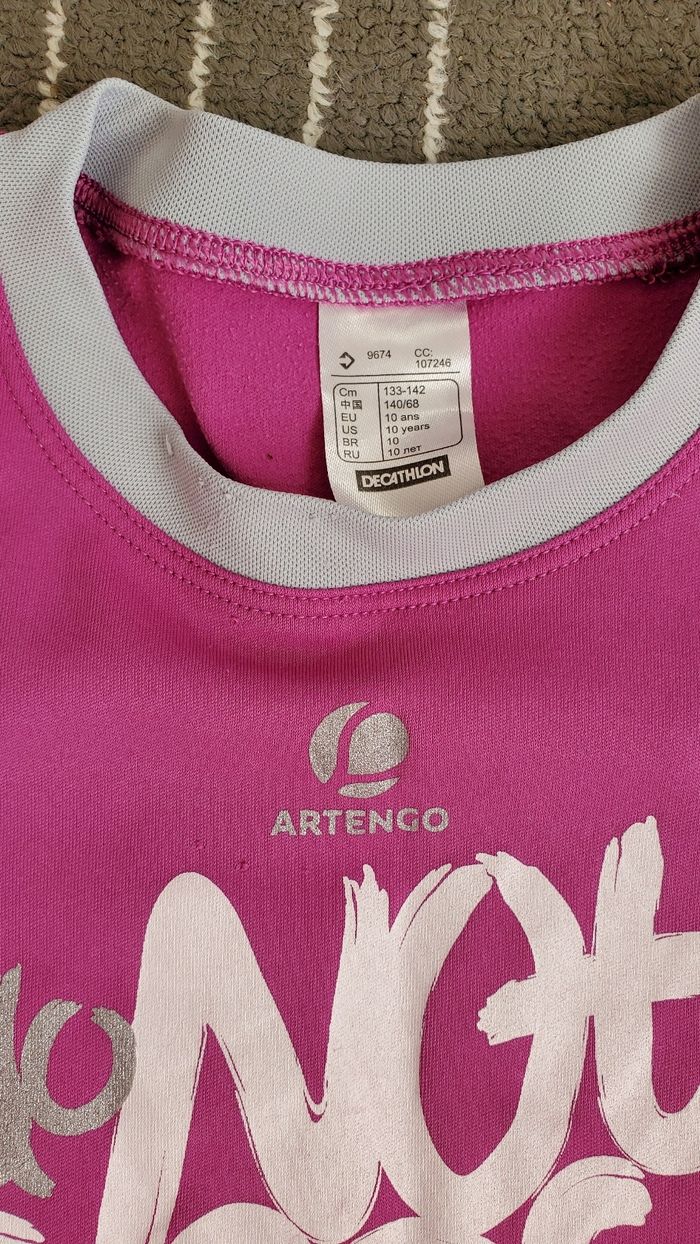 9674 CC:
107246
Cm 133-142
中国 140/68
EU 10 ans
US 10 years
BR 10
RU 10 лет
DECATHLON
ARTENGO
NOt